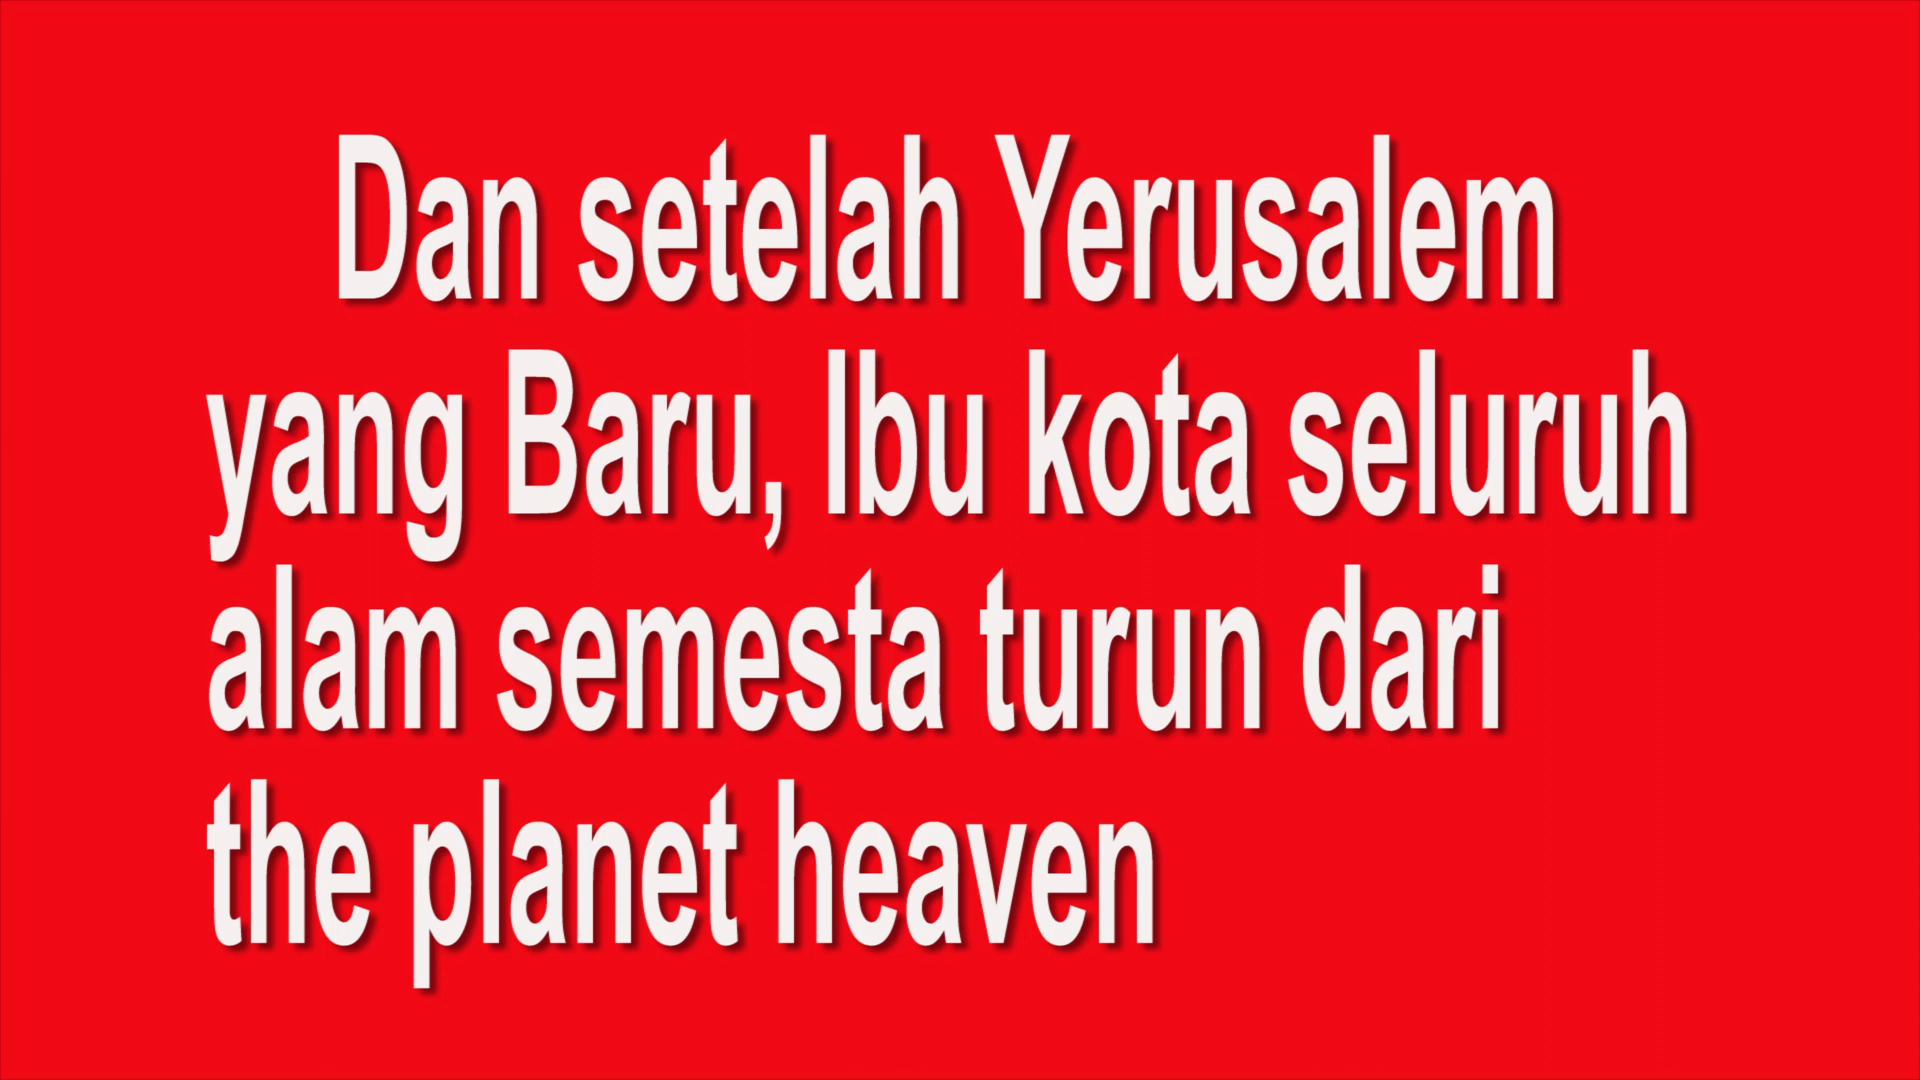 Dan setelah Yerusalem
yang Baru, Ibu kota seluruh
alam semesta turun dari
the planet heaven